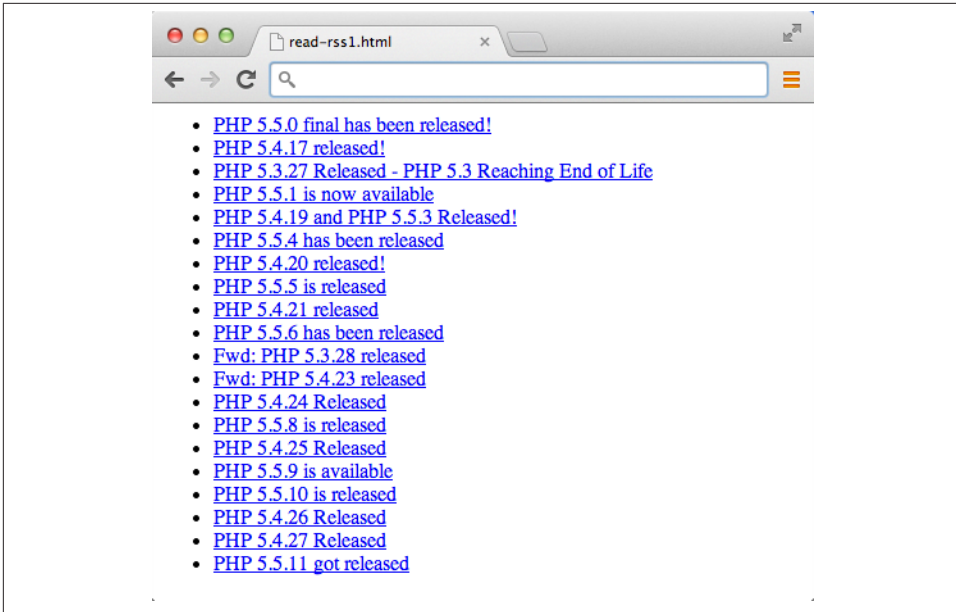 read-rss1.html
PHP 5.5.0 final has been released!
PHP 5.4.17 released!
PHP 5.3.27 Released - PHP 5.3 Reaching End of Life
PHP 5.5.1 is now available
PHP 5.4.19 and PHP 5.5.3 Released!
PHP 5.5.4 has been released
PHP 5.4.20 released!
PHP 5.5.5 is released
PHP 5.4.21 released
PHP 5.5.6 has been released
Fwd: PHP 5.3.28 released
Fwd: PHP 5.4.23 released
PHP 5.4.24 Released
PHP 5.5.8 is released
PHP 5.4.25 Released
PHP 5.5.9 is available
PHP 5.5.10 is released
PHP 5.4.26 Released
PHP 5.4.27 Released
PHP 5.5.11 got released